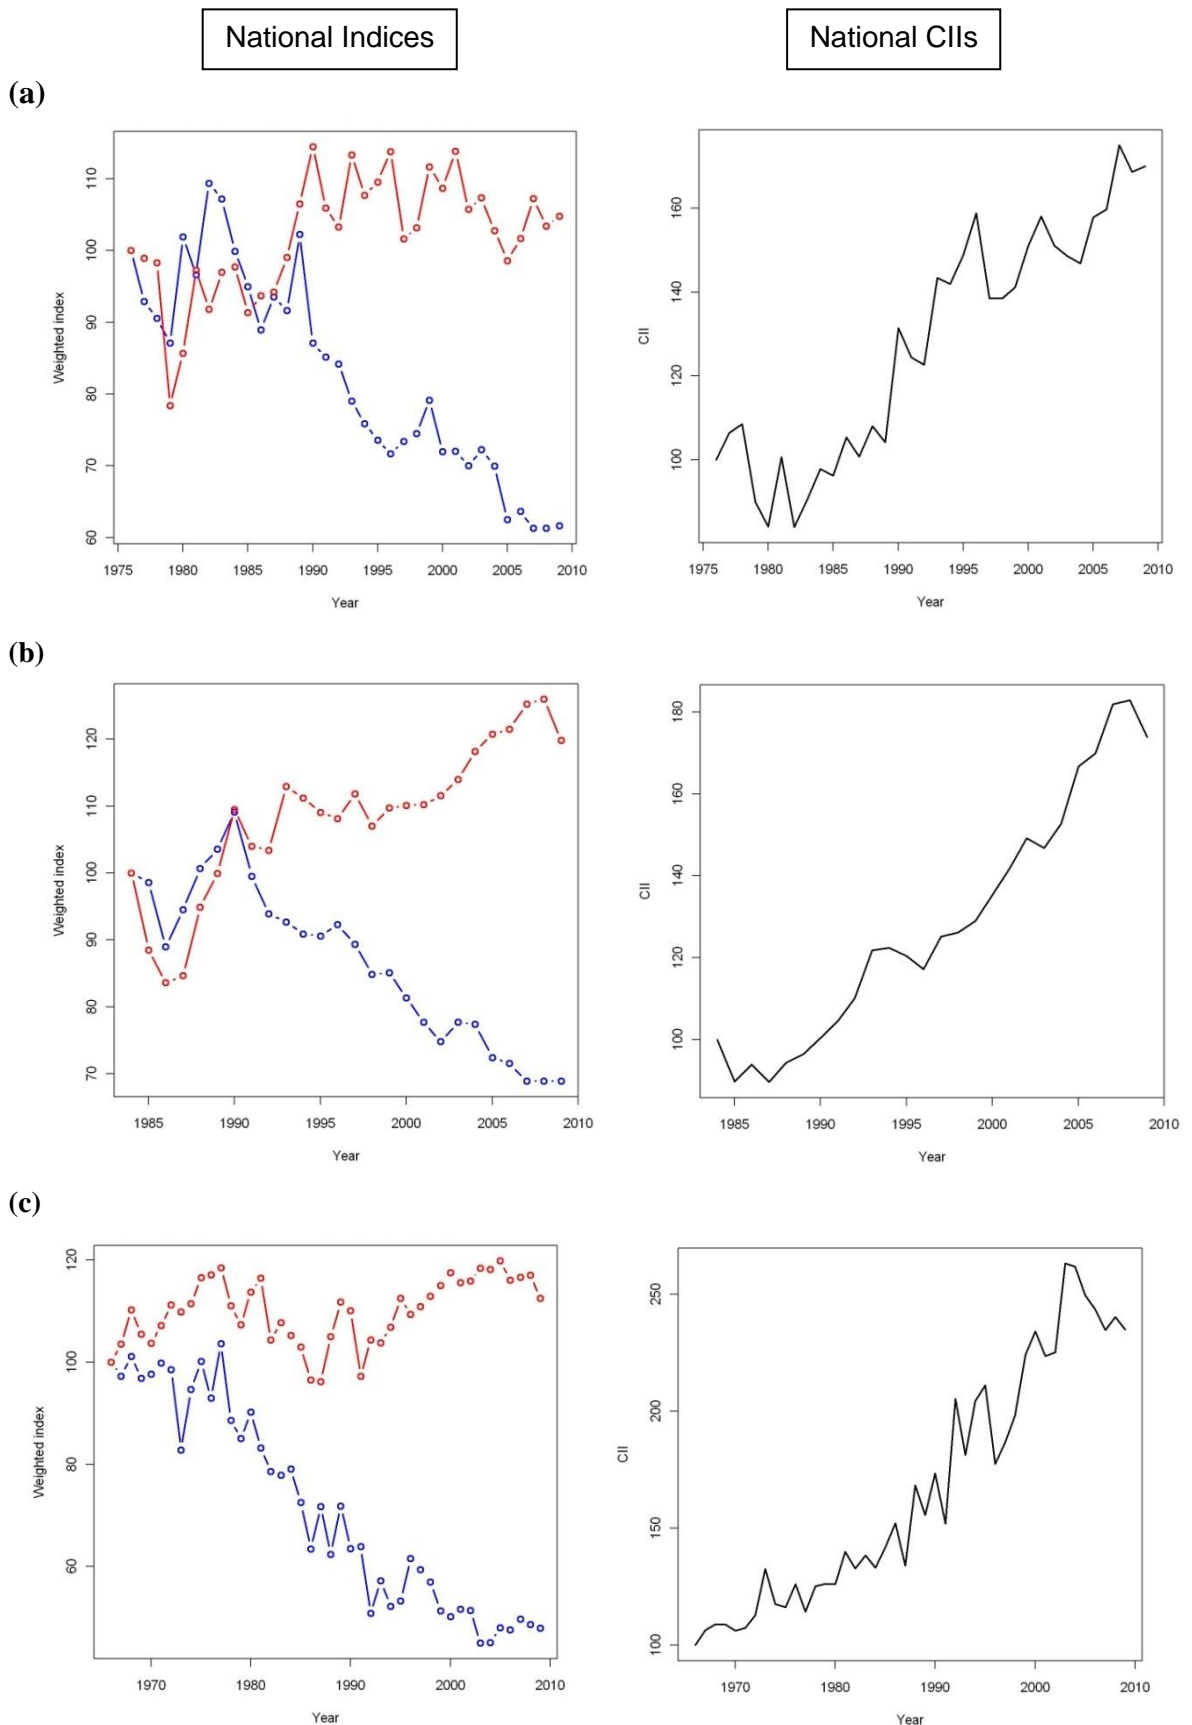 National Indices
National CIIs
(a)
110
100
90
80
70
60
Weighted index
1975 1980 1985 1990 1995 2000 2005 2010
Year
160
140
120
100
CII
1975 1980 1985 1990 1995 2000 2005 2010
Year
(b)
120
110
100
90
80
70
Weighted index
1985 1990 1995 2000 2005 2010
Year
180
160
140
120
100
CII
1985 1990 1995 2000 2005 2010
Year
(c)
120
100
80
60
Weighted index
1970 1980 1990 2000 2010
Year
250
200
150
100
CII
1970 1980 1990 2000 2010
Year